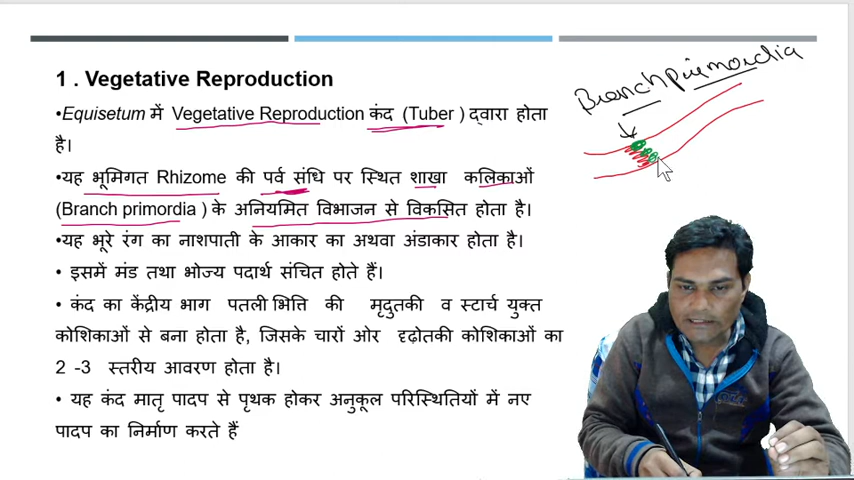 1 . Vegetative Reproduction
•Equisetum में Vegetative Reproduction कंद (Tuber ) द्वारा होता
है।
•यह भूमिगत Rhizome की पर्व संधि पर स्थित शाखा कलिकाओं
(Branch primordia ) के अनियमित विभाजन से विकसित होता है।
•यह भूरे रंग का नाशपाती के आकार का अथवा अंडाकार होता है।
• इसमें मंड तथा भोज्य पदार्थ संचित होते हैं।
• कंद का केंद्रीय भाग पतली भित्ति की मृदुतकी व स्टार्च युक्त
कोशिकाओं से बना होता है, जिसके चारों ओर दृढ़ोतकी कोशिकाओं का
2 -3 स्तरीय आवरण होता है।
• यह कंद मातृ पादप से पृथक होकर अनुकूल परिस्थितियों में नए
पादप का निर्माण करते हैं
Branch primordia